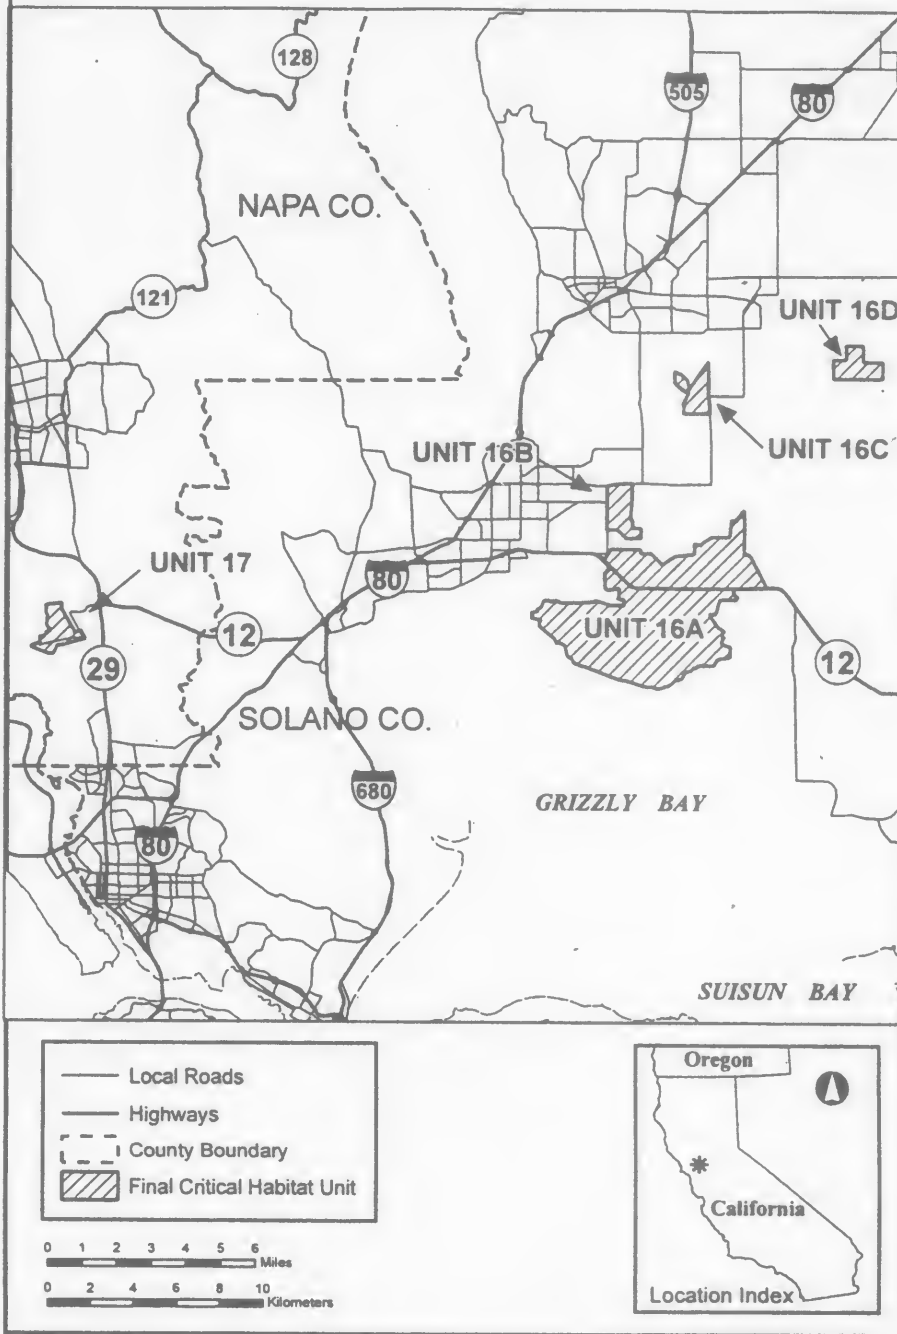 128
505
80
NAPA CO.
121
UNIT 16D
UNIT 16B
UNIT 16C
UNIT 17
80
12
UNIT 16A
29
12
SOLANO CO.
680
GRIZZLY BAY
80
SUISUN BAY
Local Roads
Highways
County Boundary
Final Critical Habitat Unit
0 1 2 3 4 5 6
Miles
0 2 4 6 8 10
Kilometers
Oregon
California
Location Index